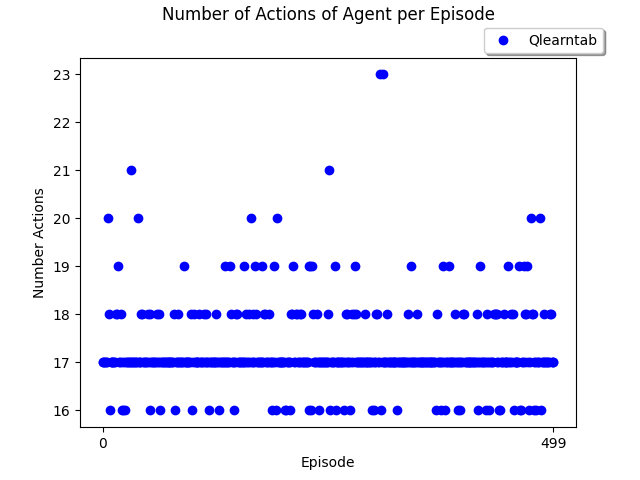 Number of Actions of Agent per Episode
Qlearntab
23
22
21
20
19
18
17
16
Number Actions
0
499
Episode